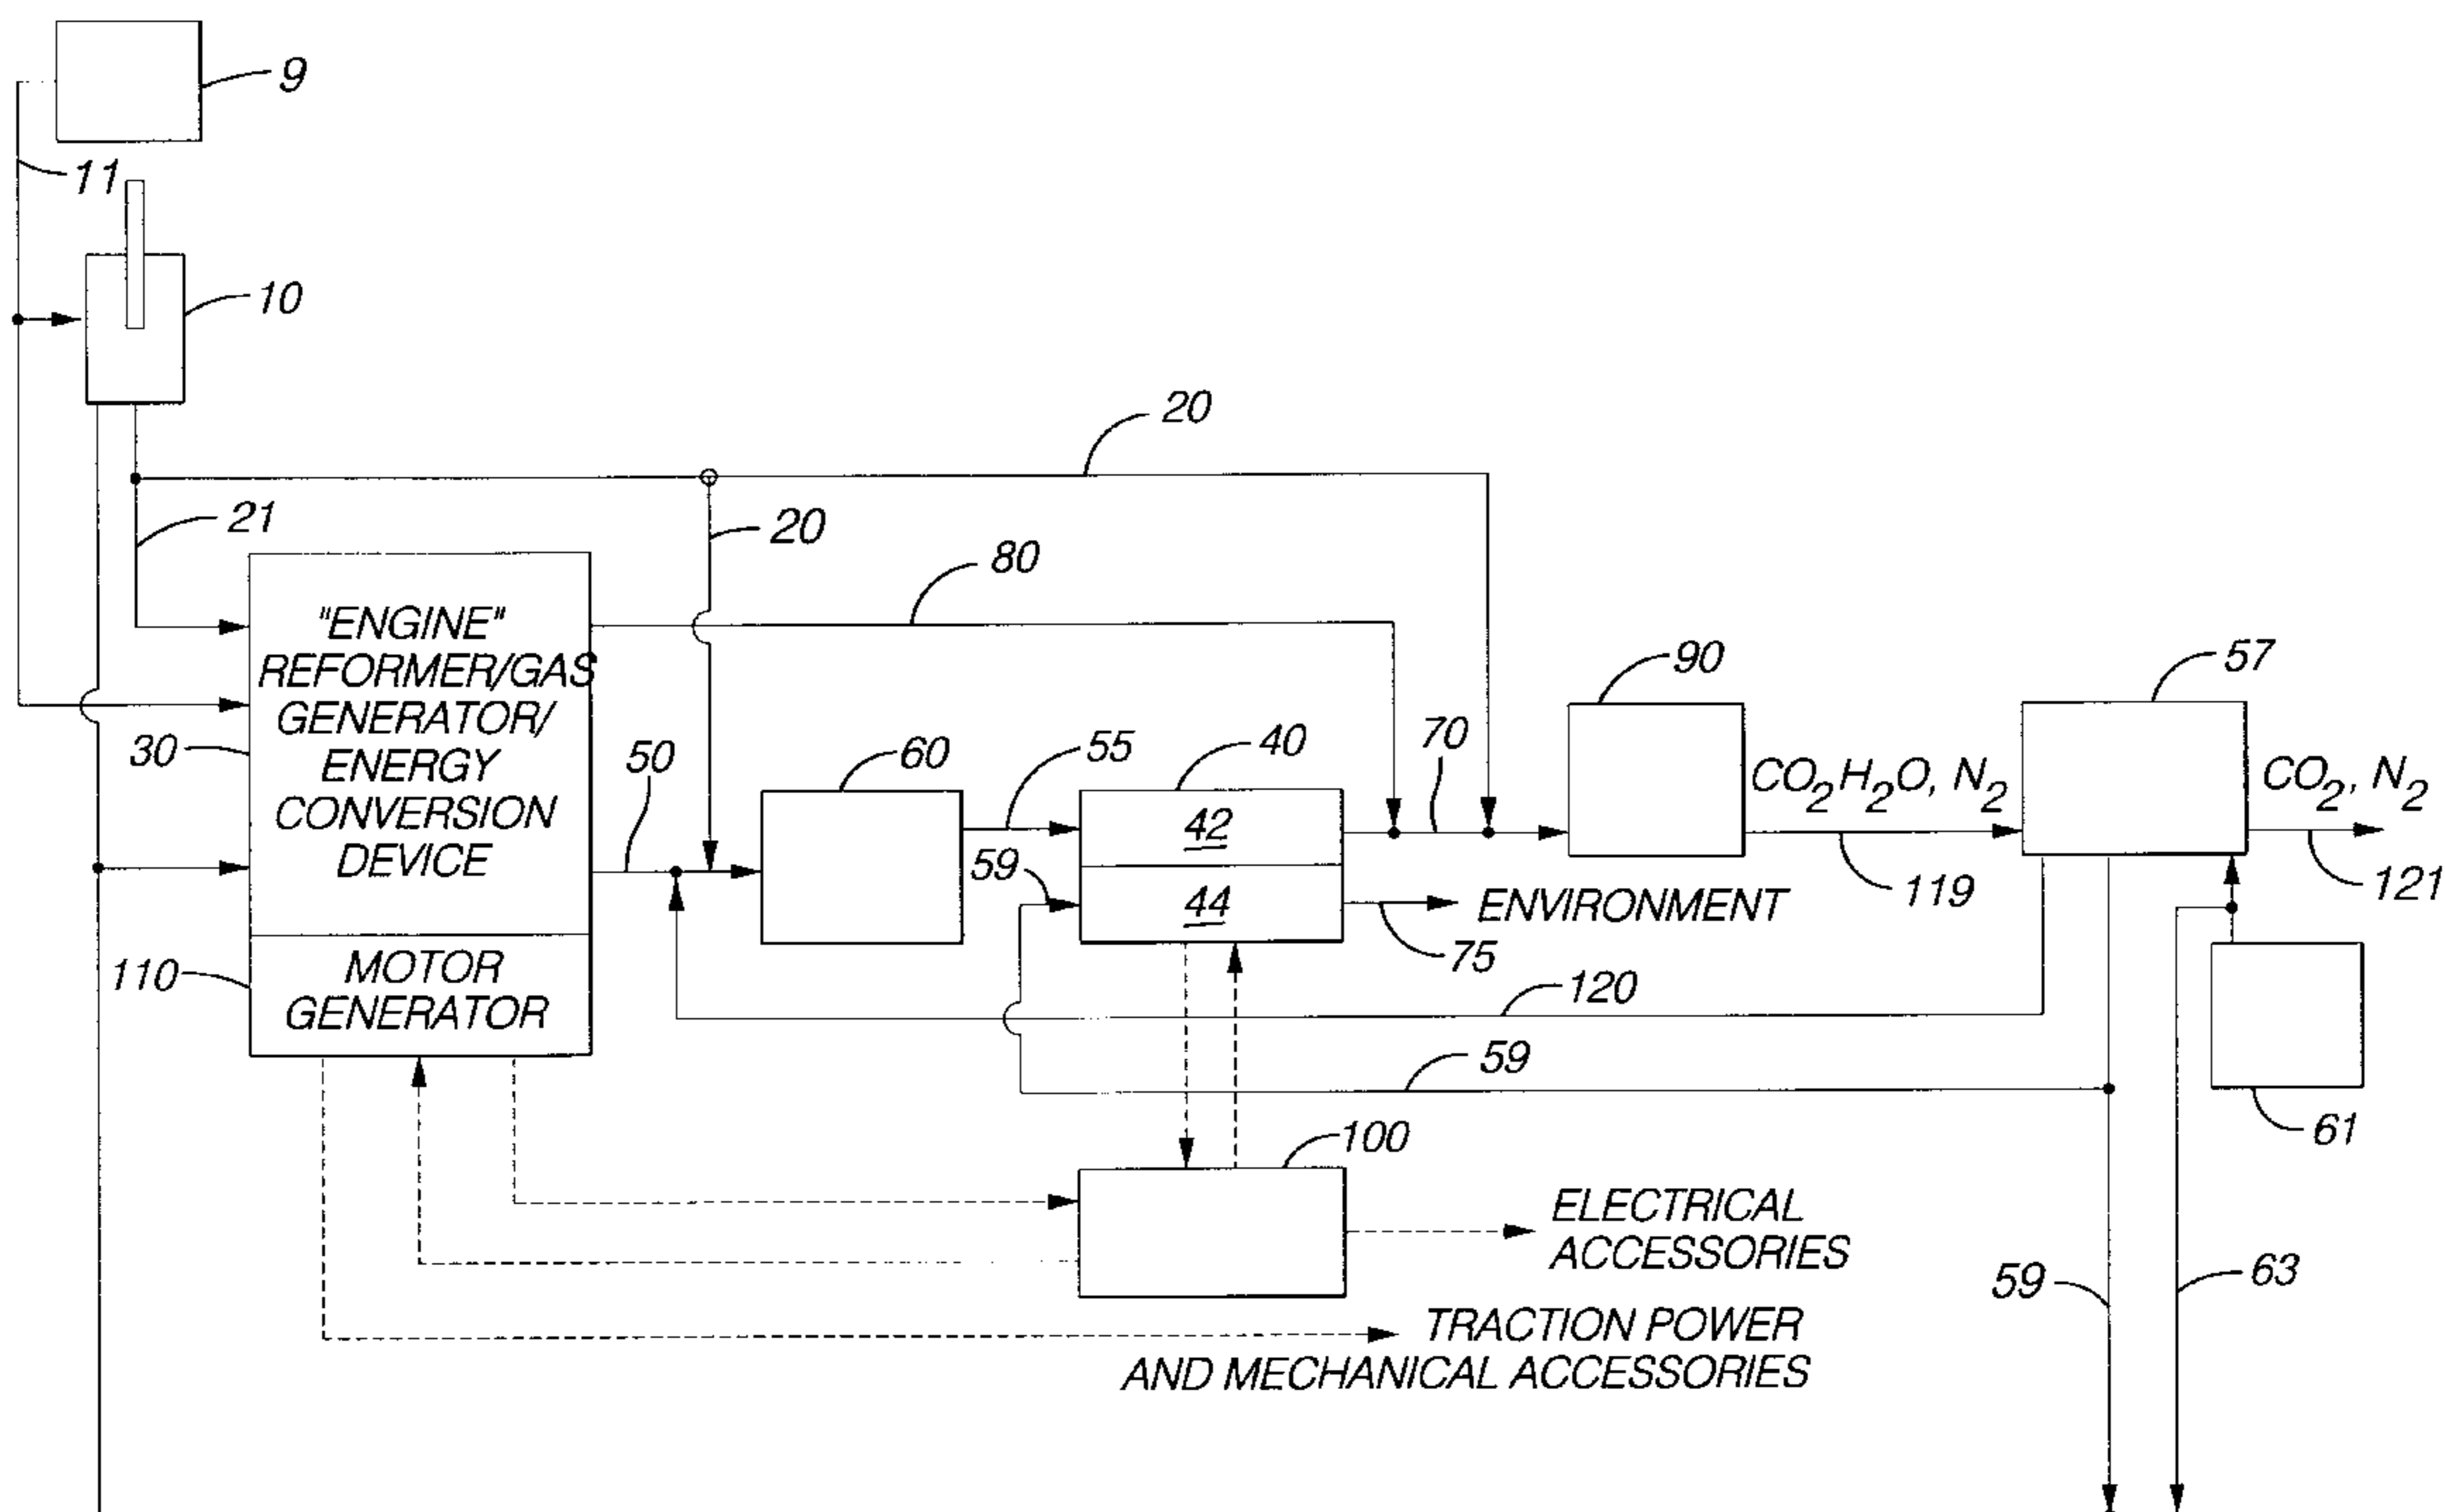 9
11
10
20
21
20
80
"ENGINE"
REFORMER/GAS
GENERATOR/
ENERGY
CONVERSION
DEVICE
30
50
60
55
40
42
70
90
57
CO2H2O, N2
CO2, N2
59
44
ENVIRONMENT
75
119
121
110
MOTOR
GENERATOR
120
59
61
100
ELECTRICAL
ACCESSORIES
59
63
TRACTION POWER
AND MECHANICAL ACCESSORIES